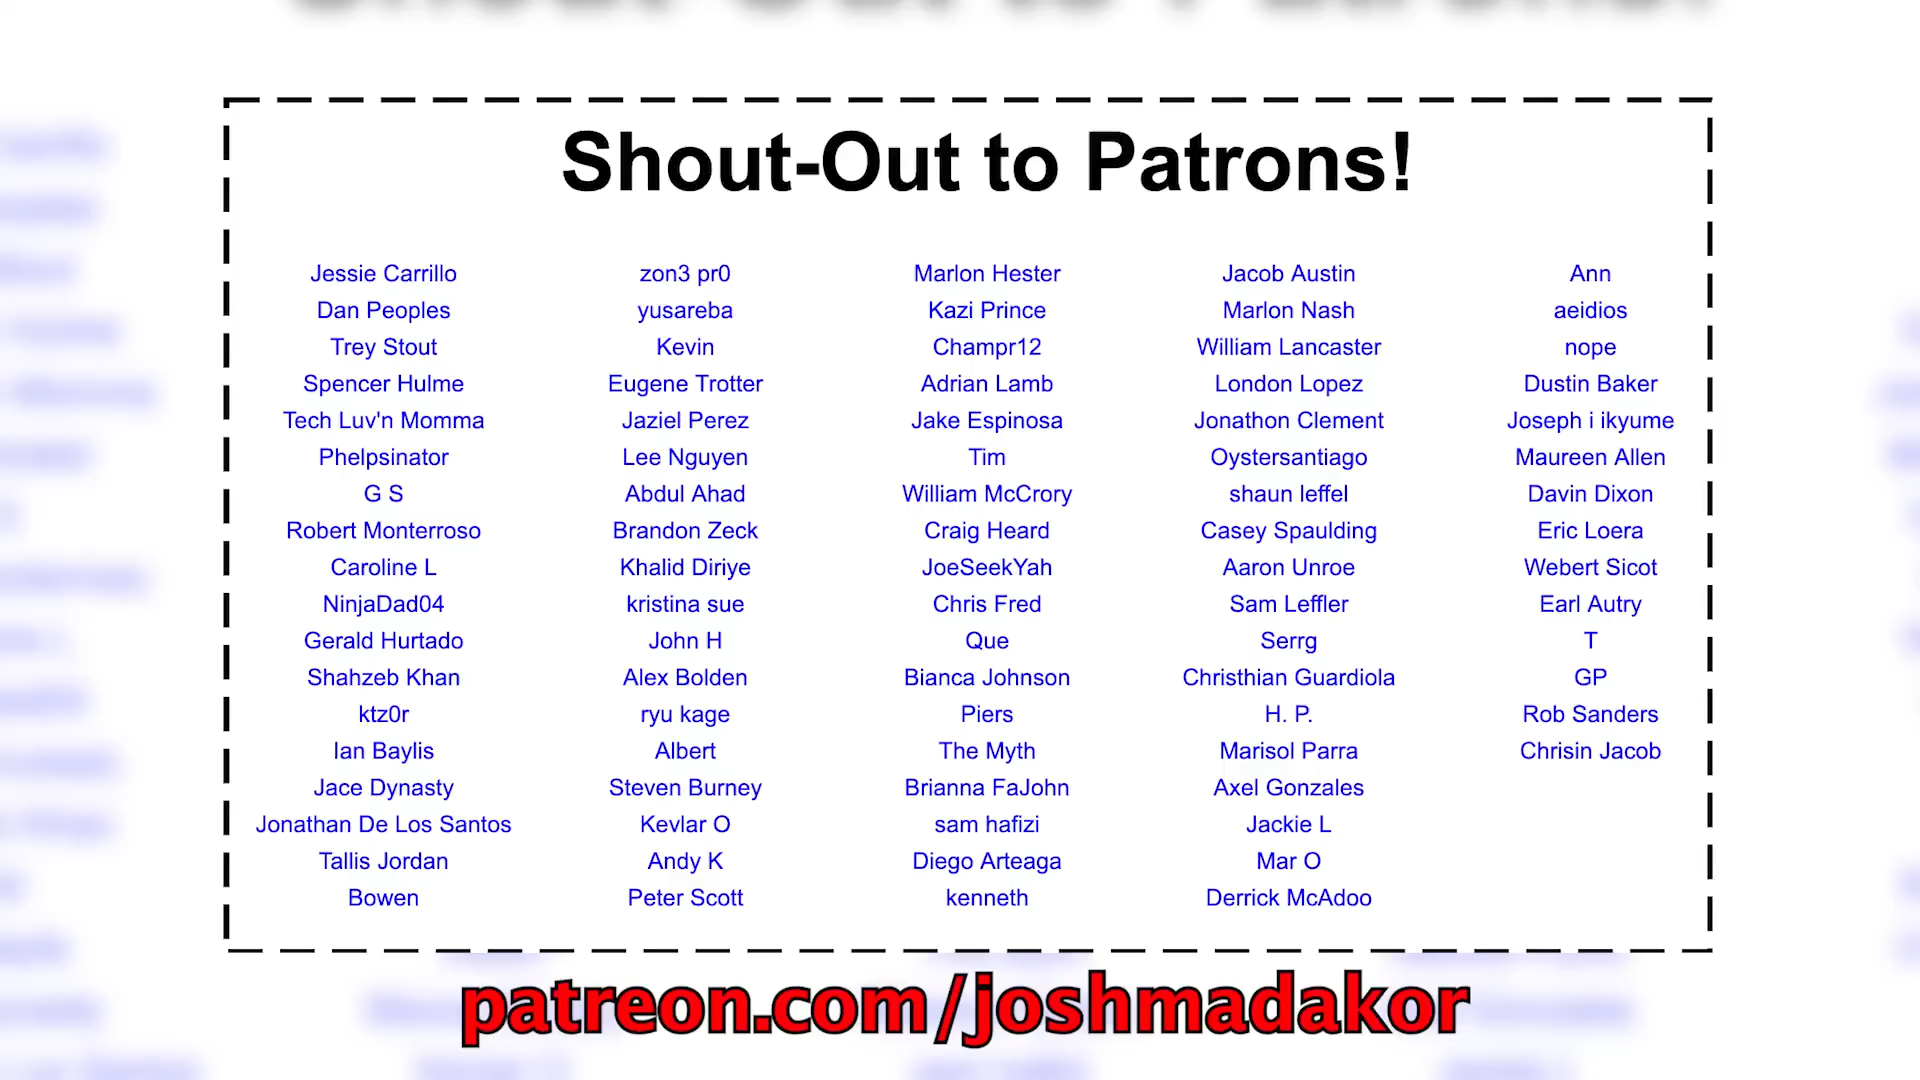 Shout-Out to Patrons!
Jessie Carrillo zon3 pr0 Marlon Hester Jacob Austin Ann
Dan Peoples yusareba Kazi Prince Marlon Nash aeidios
Trey Stout Kevin Champr12 William Lancaster nope
Spencer Hulme Eugene Trotter Adrian Lamb London Lopez Dustin Baker
Tech Luv'n Momma Jaziel Perez Jake Espinosa Jonathon Clement Joseph i ikyume
Phelpsinator Lee Nguyen Tim Oystersantiago Maureen Allen
G S Abdul Ahad William McCrory shaun leffel Davin Dixon
Robert Monterroso Brandon Zeck Craig Heard Casey Spaulding Eric Loera
Caroline L Khalid Diriye JoeSeekYah Aaron Unroe Webert Sicot
NinjaDad04 kristina sue Chris Fred Sam Leffler Earl Autry
Gerald Hurtado John H Que Serrg T
Shahzeb Khan Alex Bolden Bianca Johnson Christhian Guardiola GP
ktz0r ryu kage Piers H. P. Rob Sanders
Ian Baylis Albert The Myth Marisol Parra Chrisin Jacob
Jace Dynasty Steven Burney Brianna FaJohn Axel Gonzales
Jonathan De Los Santos Kevlar O sam hafizi Jackie L
Tallis Jordan Andy K Diego Arteaga Mar O
Bowen Peter Scott kenneth Derrick McAdoo
patreon.com/joshmadakor